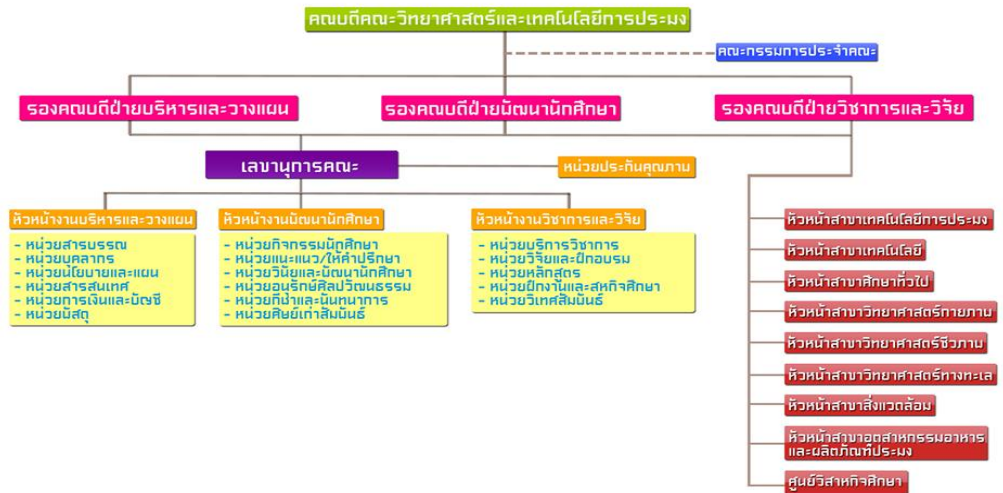 คณบดีคณะวิทยาศาสตร์และเทคโนโลยีการประมง
คณะกรรมการประจำคณะ
รองคณบดีฝ่ายบริหารและวางแผน
รองคณบดีฝ่ายพัฒนานักศึกษา
รองคณบดีฝ่ายวิชาการและวิจัย
เลขานุการคณะ
หน่วยประกันคุณภาพ
หัวหน้างานบริหารและวางแผน
- หน่วยสารบรรณ
- หน่วยบุคลากร
- หน่วยนโยบายและแผน
- หน่วยสารสนเทศ
- หน่วยการเงินและบัญชี
- หน่วยพัสดุ
หัวหน้างานพัฒนานักศึกษา
- หน่วยกิจกรรมนักศึกษา
- หน่วยแนะแนว/ให้คำปรึกษา
- หน่วยวินัยและพัฒนานักศึกษา
- หน่วยอนุรักษ์ศิลปวัฒนธรรม
- หน่วยกีฬาและนันทนาการ
- หน่วยศิษย์เก่าสัมพันธ์
หัวหน้างานวิชาการและวิจัย
- หน่วยบริการวิชาการ
- หน่วยวิจัยและฝึกอบรม
- หน่วยหลักสูตร
- หน่วยฝึกงานและสหกิจศึกษา
- หน่วยวิเทศสัมพันธ์
หัวหน้าสาขาเทคโนโลยีการประมง
หัวหน้าสาขาเทคโนโลยี
หัวหน้าสาขาศึกษาทั่วไป
หัวหน้าสาขาวิทยาศาสตร์กายภาพ
หัวหน้าสาขาวิทยาศาสตร์ชีวภาพ
หัวหน้าสาขาวิทยาศาสตร์ทางทะเล
หัวหน้าสาขาสิ่งแวดล้อม
หัวหน้าสาขาอุตสาหกรรมอาหาร
และผลิตภัณฑ์ประมง
ศูนย์วิสาหกิจศึกษา